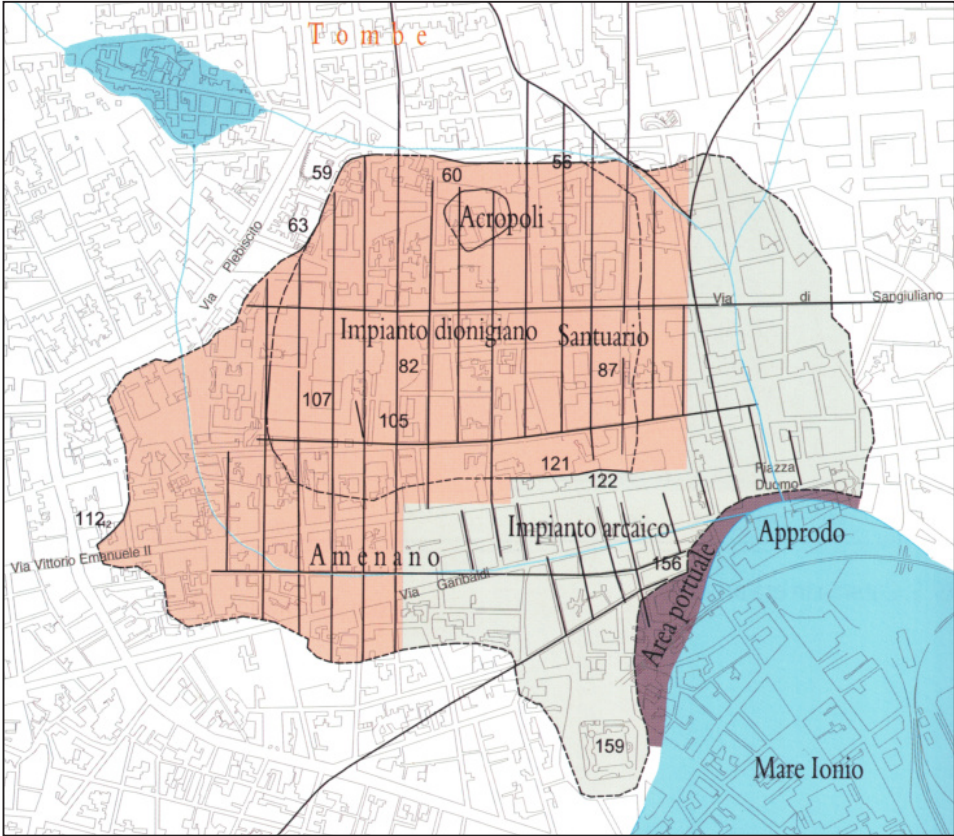 Tombe
59
60
56
Acropoli
63
Via Plebiscito
Via di Sangiuliano
Impianto dionigiano
Santuario
82
87
107
105
121
122
Piazza
Duomo
112
Impianto arcaico
Approdo
Via Vittorio Emanuele II
Amenano
Via Garibaldi
156
Area portuale
159
Mare Ionio